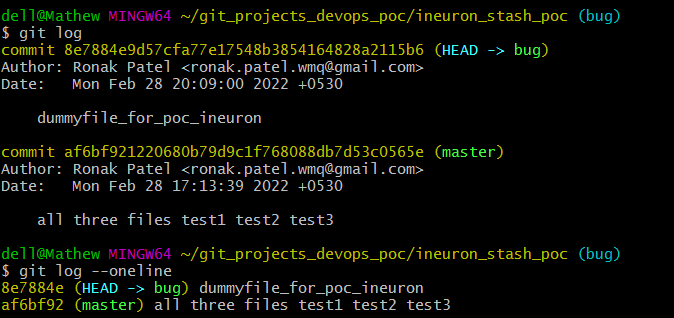 dell@Mathew MINGW64 ~/git_projects_devops_poc/ineuron_stash_poc (bug)
$ git log
commit 8e7884e9d57cfa77e17548b3854164828a2115b6 (HEAD -> bug)
Author: Ronak Patel <ronak.patel.wmq@gmail.com>
Date:   Mon Feb 28 20:09:00 2022 +0530
    dummyfile_for_poc_ineuron
commit af6bf921220680b79d9c1f768088db7d53c0565e (master)
Author: Ronak Patel <ronak.patel.wmq@gmail.com>
Date:   Mon Feb 28 17:13:39 2022 +0530
    all three files test1 test2 test3
dell@Mathew MINGW64 ~/git_projects_devops_poc/ineuron_stash_poc (bug)
$ git log --oneline
8e7884e (HEAD -> bug) dummyfile_for_poc_ineuron
af6bf92 (master) all three files test1 test2 test3